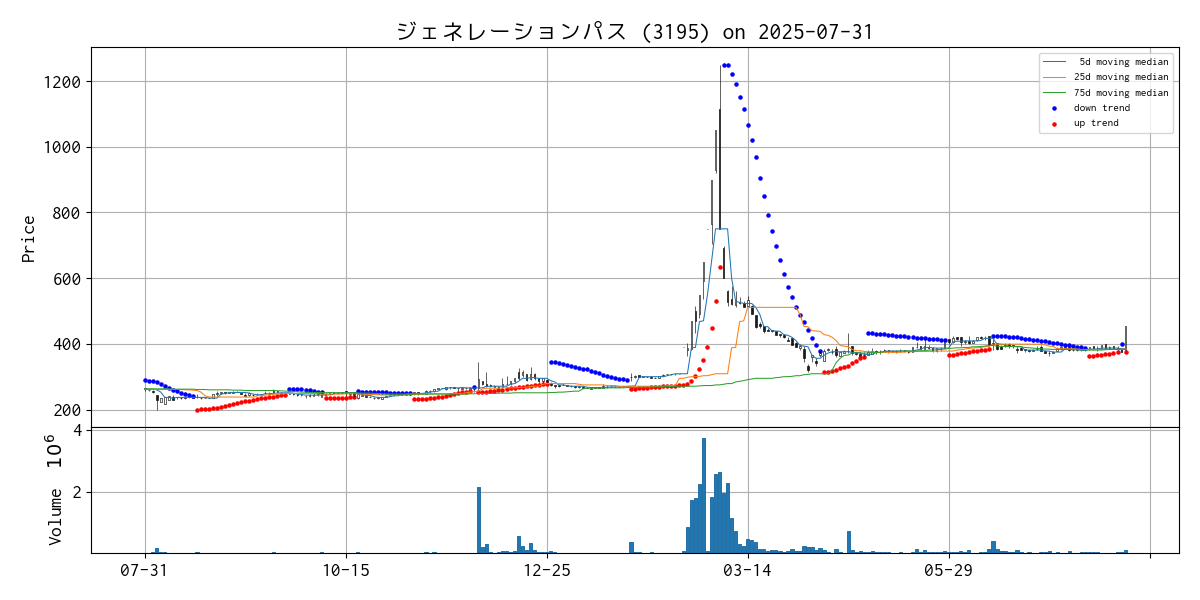 ジェネレーションパス (3195) on 2025-07-31
5d moving median
25d moving median
75d moving median
down trend
up trend
Price
1200
1000
800
600
400
200
Volume 10^6
4
2
07-31
10-15
12-25
03-14
05-29